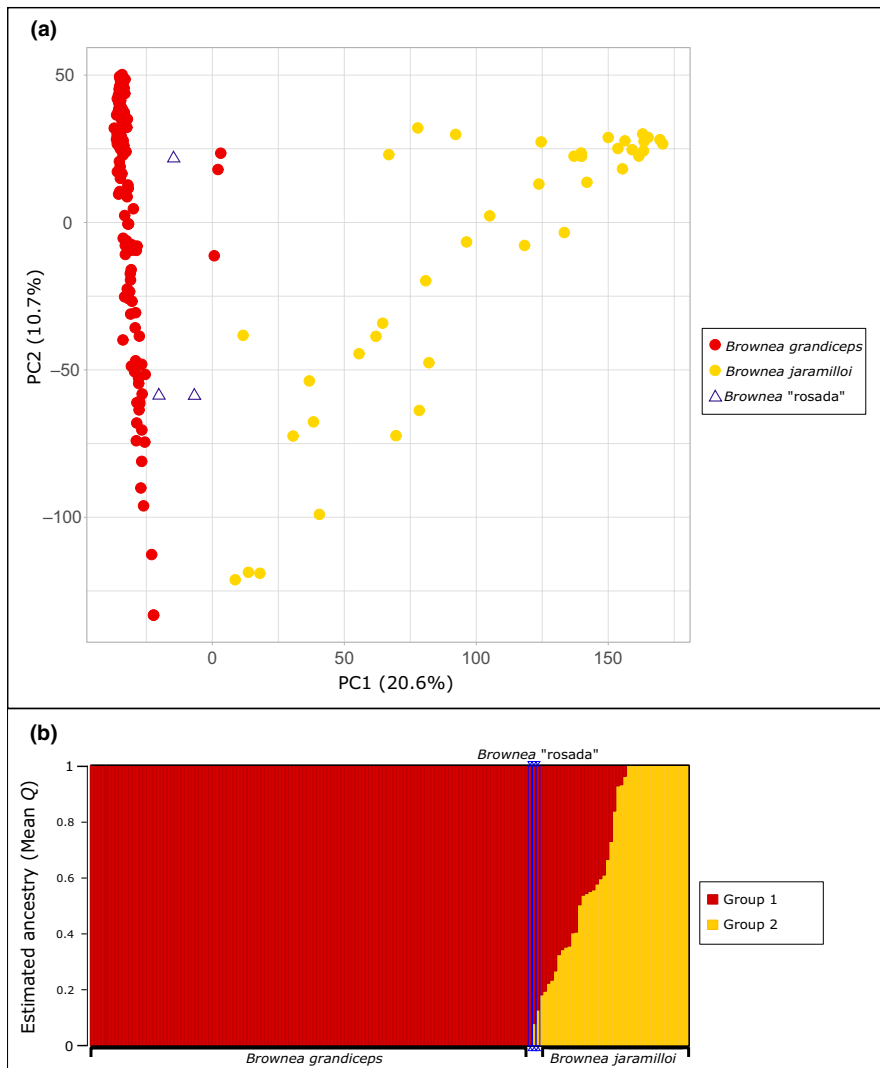 (a)
50
0
−50
−100
PC2 (10.7%)
0
50
100
150
PC1 (20.6%)
Brownea grandiceps
Brownea jaramilloi
Brownea "rosada"
(b)
Brownea "rosada"
1
0.8
0.6
0.4
0.2
0
Estimated ancestry (Mean Q)
Group 1
Group 2
Brownea grandiceps
Brownea jaramilloi